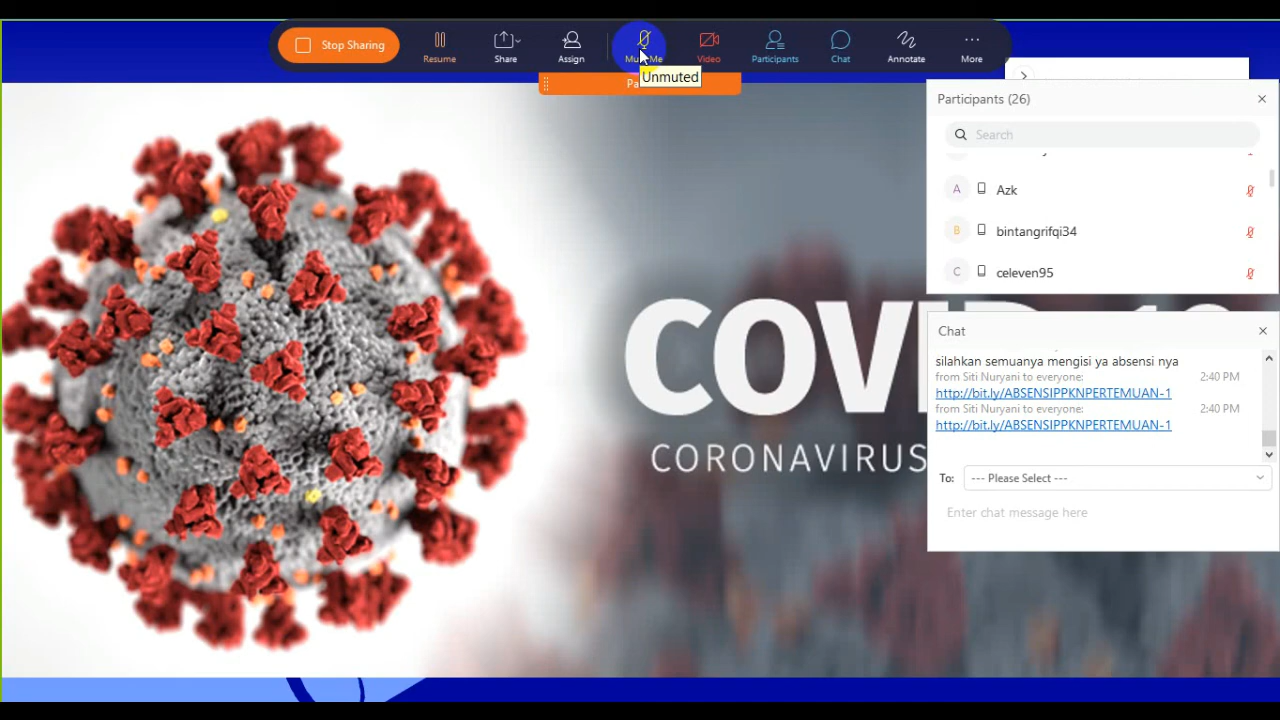 Stop Sharing
Resume
Share
Assign
Mute Me
Video
Participants
Chat
Annotate
More
Unmuted
Participants (26)
Search
A Azk
B bintangrifqi34
C celeven95
CORONAVIRUS
Chat
silahkan semuanya mengisi ya absensi nya
from Siti Nuryani to everyone: 2:40 PM
http://bit.ly/ABSENSIPPKNPERTEMUAN-1
from Siti Nuryani to everyone: 2:40 PM
http://bit.ly/ABSENSIPPKNPERTEMUAN-1
To: --- Please Select ---
Enter chat message here